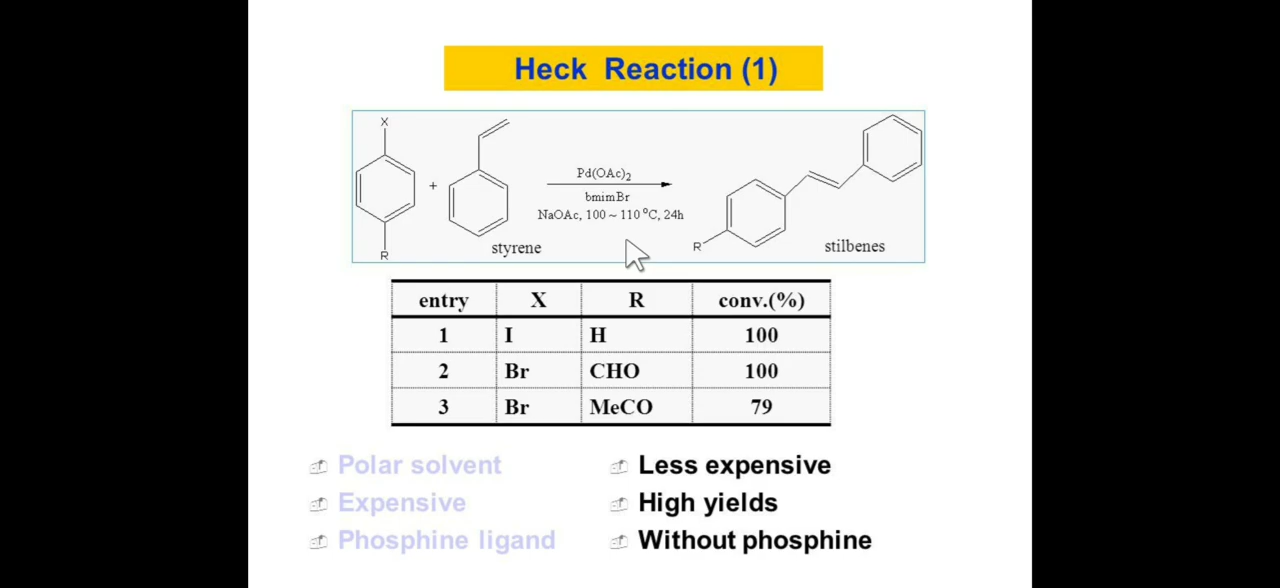 Heck Reaction (1)
X
+
R
styrene
Pd(OAc)₂
bmimBr
NaOAc, 100 ~ 110 ⁰C, 24h
R
stilbenes
entry X R conv.(%)
1 I H 100
2 Br CHO 100
3 Br MeCO 79
Polar solvent
Expensive
Phosphine ligand
Less expensive
High yields
Without phosphine